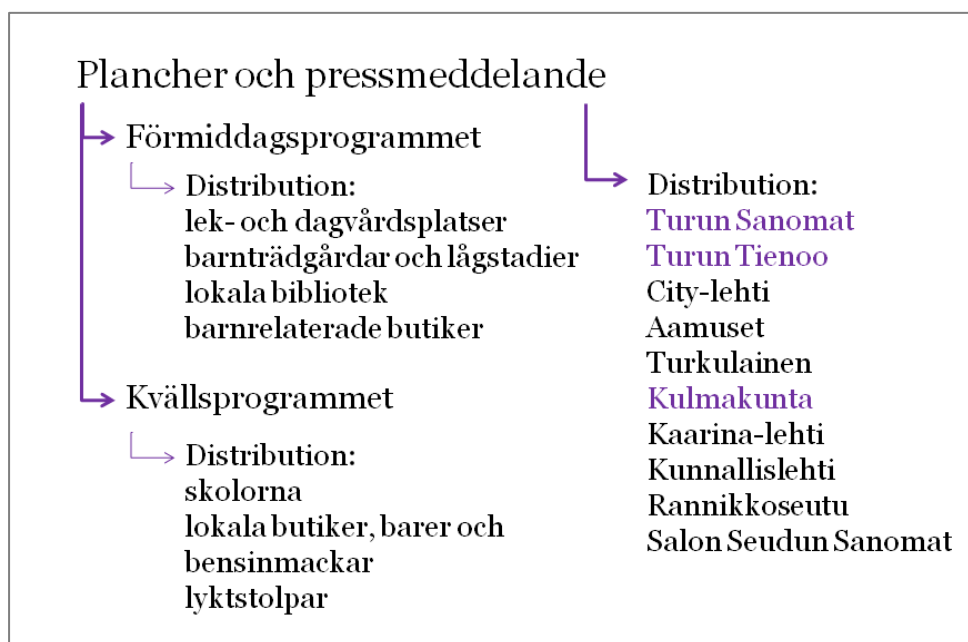 Plancher och pressmeddelande
Förmiddagsprogrammet
Distribution:
lek- och dagvårdsplatser
barnträdgårdar och lågstadier
lokala bibliotek
barnrelaterade butiker
Kvällsprogrammet
Distribution:
skolorna
lokala butiker, barer och
bensinmackar
lyktstolpar
Distribution:
Turun Sanomat
Turun Tienoo
City-lehti
Aamuset
Turkulainen
Kulmakunta
Kaarina-lehti
Kunnallislehti
Rannikkoseutu
Salon Seudun Sanomat